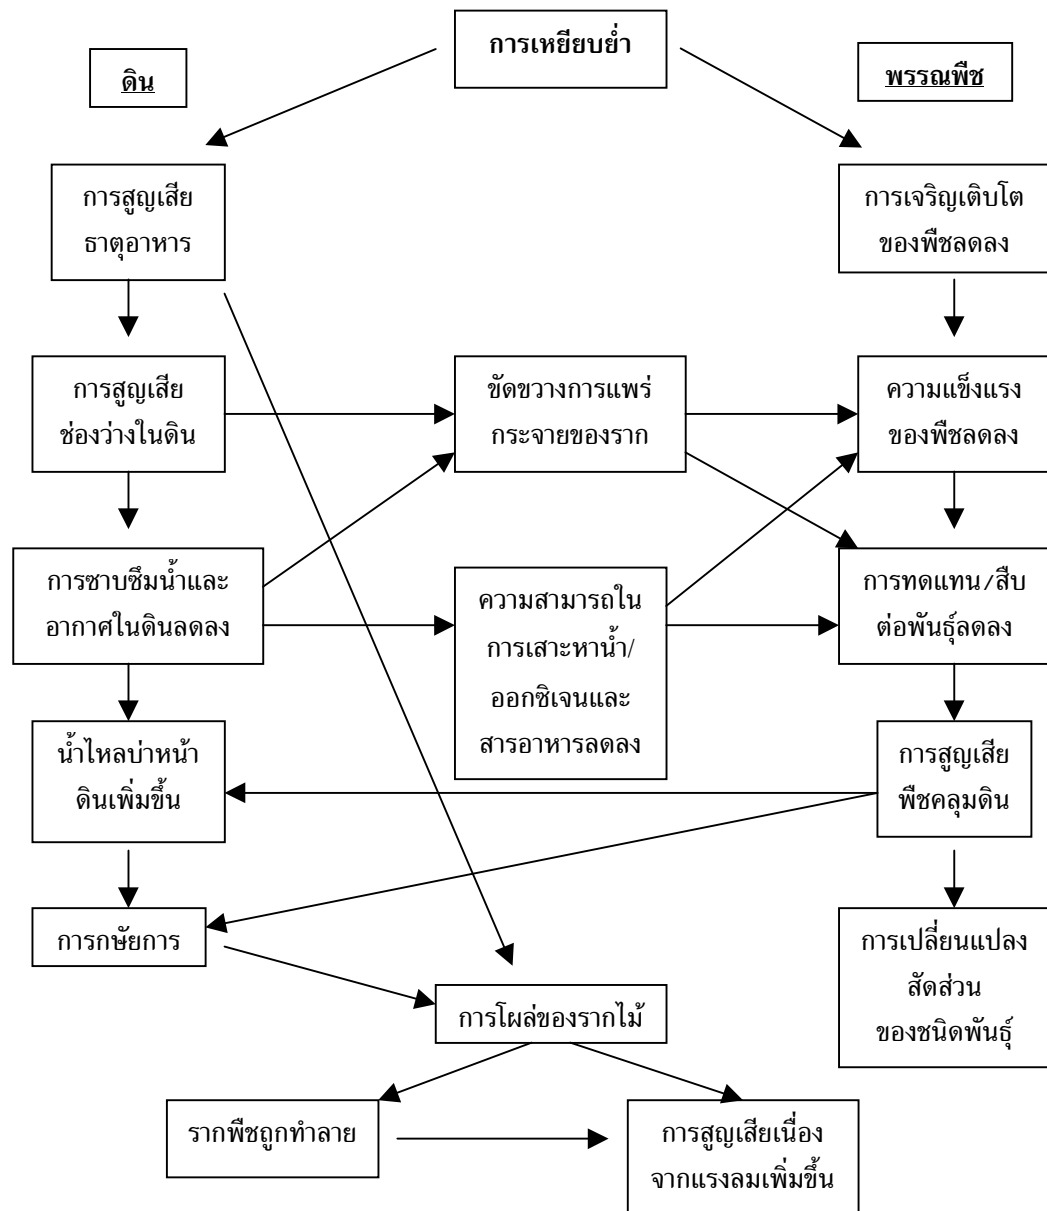 การเหยียบย่ำ
ดิน
พรรณพืช
การสูญเสีย
ธาตุอาหาร
การเจริญเติบโต
ของพืชลดลง
การสูญเสีย
ช่องว่างในดิน
ขัดขวางการแพร่
กระจายของราก
ความแข็งแรง
ของพืชลดลง
การซาบซึมน้ำและ
อากาศในดินลดลง
ความสามารถใน
การเสาะหาน้ำ/
ออกซิเจนและ
สารอาหารลดลง
การทดแทน/สืบ
ต่อพันธุ์ลดลง
น้ำไหลบ่าหน้า
ดินเพิ่มขึ้น
การสูญเสีย
พืชคลุมดิน
การกษัยการ
การเปลี่ยนแปลง
สัดส่วน
ของชนิดพันธุ์
การโผล่ของรากไม้
รากพืชถูกทำลาย
การสูญเสียเนื่อง
จากแรงลมเพิ่มขึ้น